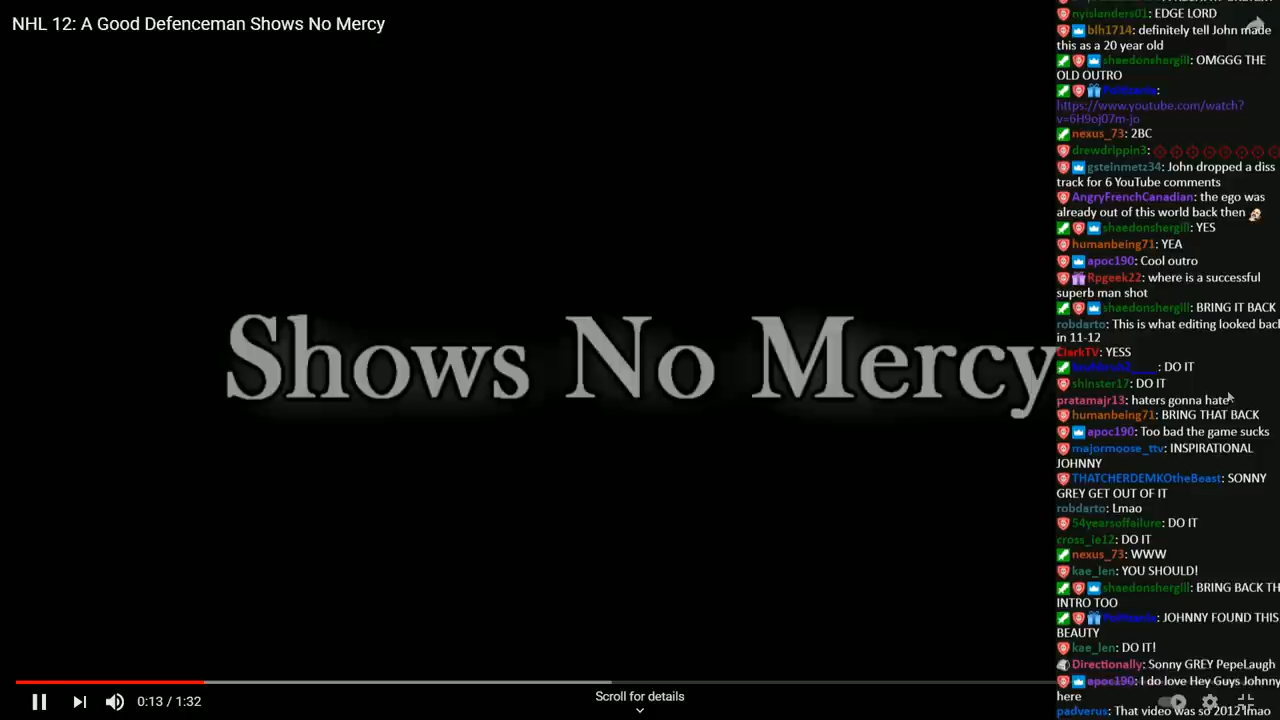 NHL 12: A Good Defenceman Shows No Mercy
Shows No Mercy
nyislanders01: EDGE LORD
blh1714: definitely tell John made
this as a 20 year old
shaedonshergill: OMGGG THE
OLD OUTRO
https://www.youtube.com/watch?
v=6H9oj07m-jo
nexus_73: 2BC
drewdrippin3:
gsteinmetz34: John dropped a diss
track for 6 YouTube comments
AngryFrenchCanadian: the ego was
already out of this world back then
shaedonshergill: YES
humanbeing71: YEA
apoc190: Cool outro
Rpgeek22: where is a successful
superb man shot
shaedonshergill: BRING IT BACK
robdarto: This is what editing looked back
in 11-12
ClarkTV: YESS
: DO IT
shinster17: DO IT
pratamajr13: haters gonna hate
humanbeing71: BRING THAT BACK
apoc190: Too bad the game sucks
majormoose_ttv: INSPIRATIONAL
JOHNNY
THATCHERDEMKOtheBeast: SONNY
GREY GET OUT OF IT
robdarto: Lmao
54yearsoffailure: DO IT
cross_ie12: DO IT
nexus_73: WWW
kae_len: YOU SHOULD!
shaedonshergill: BRING BACK TH
INTRO TOO
: JOHNNY FOUND THIS
BEAUTY
kae_len: DO IT!
Directionally: Sonny GREY PepeLaugh
apoc190: I do love Hey Guys Johnny
here
padverus: That video was so 2012 lmao
0:13 / 1:32
Scroll for details